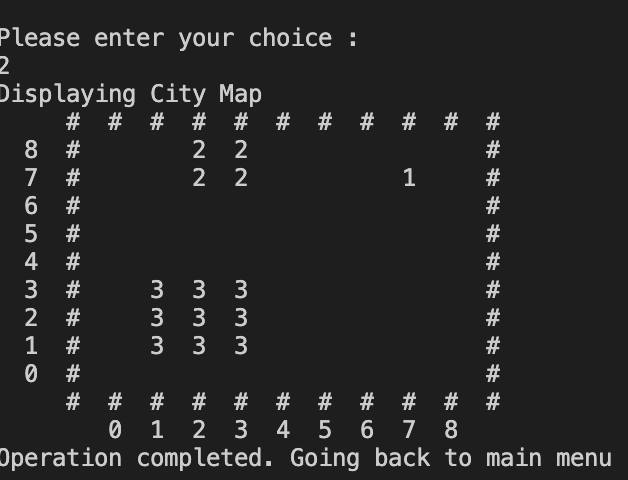 Please enter your choice :
2
Displaying City Map
     #  #  #  #  #  #  #  #  #  #  #
  8  #        2  2                 #
  7  #        2  2           1     #
  6  #                             #
  5  #                             #
  4  #                             #
  3  #     3  3  3                 #
  2  #     3  3  3                 #
  1  #     3  3  3                 #
  0  #                             #
     #  #  #  #  #  #  #  #  #  #  #
        0  1  2  3  4  5  6  7  8
Operation completed. Going back to main menu